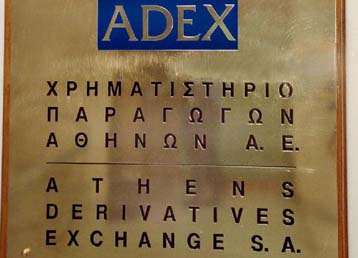 ADEX
ΧΡΗΜΑΤΙΣΤΗΡΙΟ
ΠΑΡΑΓΩΓΩΝ
ΑΘΗΝΩΝ Α.Ε.
ATHENS
DERIVATIVES
EXCHANGE S.A.